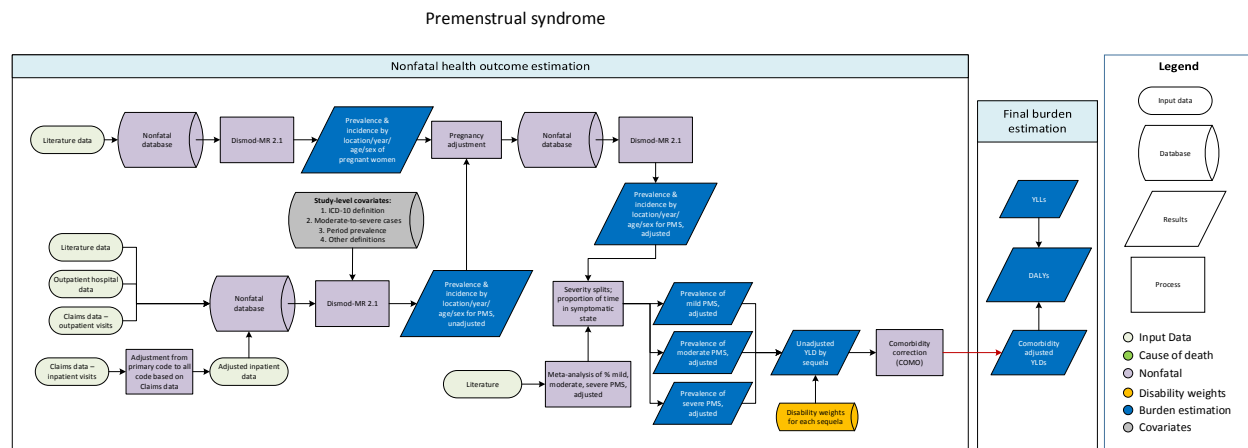 Premenstrual syndrome
Nonfatal health outcome estimation
Literature data
Nonfatal
database
Dismod-MR 2.1
Prevalence &
incidence by
location/year/
age/sex of
pregnant women
Pregnancy
adjustment
Nonfatal
database
Dismod-MR 2.1
Prevalence &
incidence by
location/year/
age/sex for PMS,
adjusted
Study-level covariates:
1. ICD-10 definition
2. Moderate-to-severe cases
3. Period prevalence
4. Other definitions
Literature data
Outpatient hospital
data
Claims data –
outpatient visits
Nonfatal
database
Dismod-MR 2.1
Prevalence &
incidence by
location/year/
age/sex for PMS,
unadjusted
Claims data –
inpatient visits
Adjustment from
primary code to all
code based on
Claims data
Adjusted inpatient
data
Severity splits;
proportion of time
in symptomatic
state
Literature
Meta-analysis of % mild,
moderate, severe PMS,
adjusted
Prevalence of
mild PMS,
adjusted
Prevalence of
moderate PMS,
adjusted
Prevalence of
severe PMS,
adjusted
Unadjusted
YLD by
sequela
Disability weights
for each sequela
Comorbidity
correction
(COMO)
Final burden
estimation
YLLs
DALYs
Comorbidity
adjusted
YLDs
Legend
Input data
Database
Results
Process
Input Data
Cause of death
Nonfatal
Disability weights
Burden estimation
Covariates